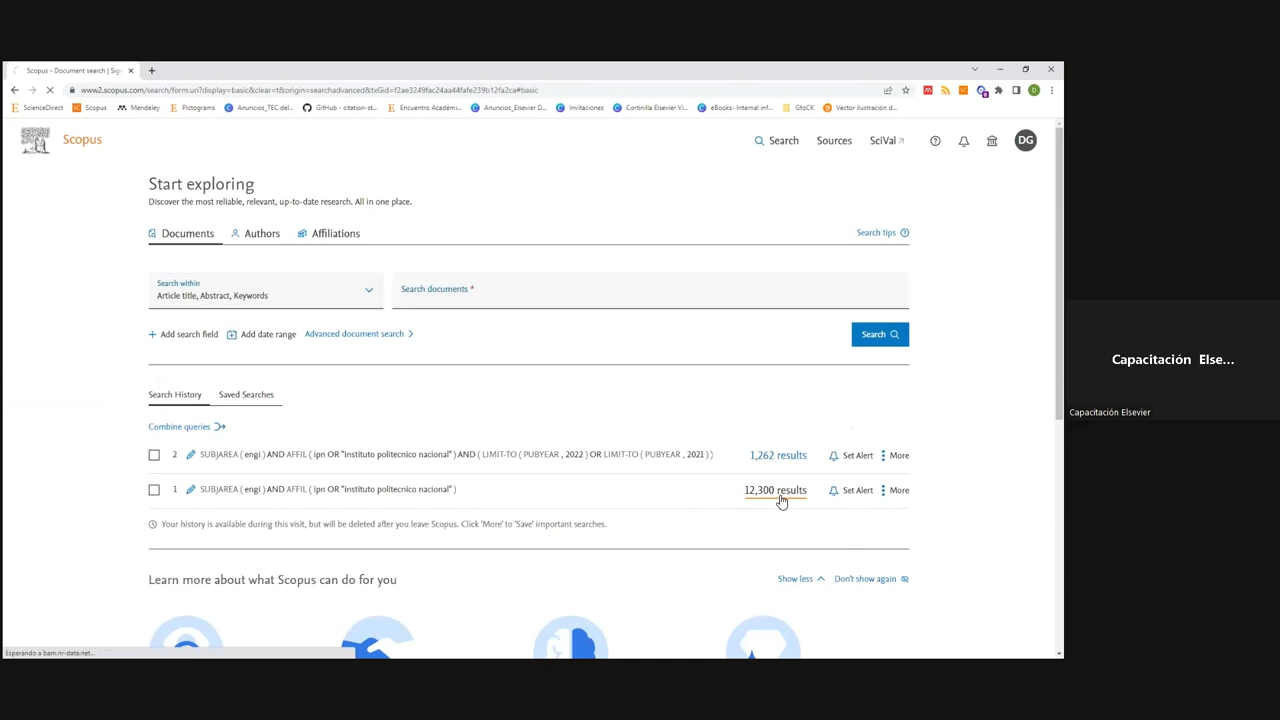 Scopus - Document search | Sig
www2.scopus.com/search/form.uri?display=basic&clear=t&origin=searchadvanced&txGid=f2ae3249fac24aa44fafe239b12fa2ca#basic
ScienceDirect Scopus Mendeley Pictograms Anuncios_TEC del... GitHub - citation-st... Encuentro Académi... Anuncios_Elsevier D... Invitaciones Cortinilla Elsevier Vi... eBooks- Internal inf... GtoCK Vector ilustracion d...
Scopus Search Sources SciVal DG
Start exploring
Discover the most reliable, relevant, up-to-date research. All in one place.
Documents Authors Affiliations Search tips
Search within
Article title, Abstract, Keywords
Search documents *
Add search field Add date range Advanced document search Search
Search History Saved Searches
Combine queries
2 SUBJAREA ( engi ) AND AFFIL ( ipn OR "instituto politecnico nacional" ) AND ( LIMIT-TO ( PUBYEAR , 2022 ) OR LIMIT-TO ( PUBYEAR , 2021 ) ) 1,262 results Set Alert More
1 SUBJAREA ( engi ) AND AFFIL ( ipn OR "instituto politecnico nacional" ) 12,300 results Set Alert More
Your history is available during this visit, but will be deleted after you leave Scopus. Click 'More' to 'Save' important searches.
Learn more about what Scopus can do for you Show less Don't show again
Esperando a bam.nr-data.net...
Capacitación Else...
Capacitación Elsevier